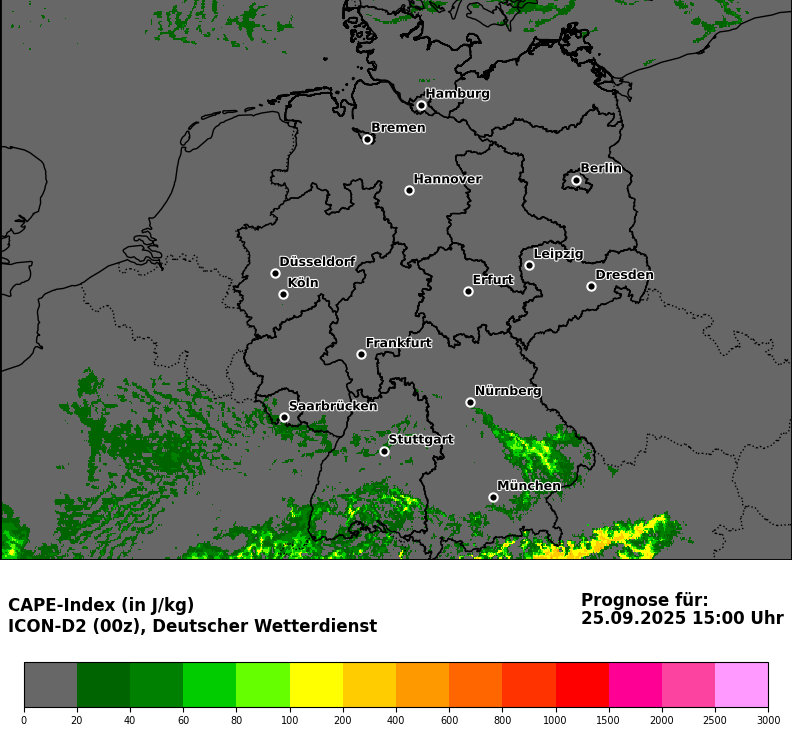 Hamburg
Bremen
Berlin
Hannover
Leipzig
Düsseldorf
Dresden
Köln
Erfurt
Frankfurt
Nürnberg
Saarbrücken
Stuttgart
München
CAPE-Index (in J/kg)
ICON-D2 (00z), Deutscher Wetterdienst
Prognose für:
25.09.2025 15:00 Uhr
0 20 40 60 80 100 200 400 600 800 1000 1500 2000 2500 3000